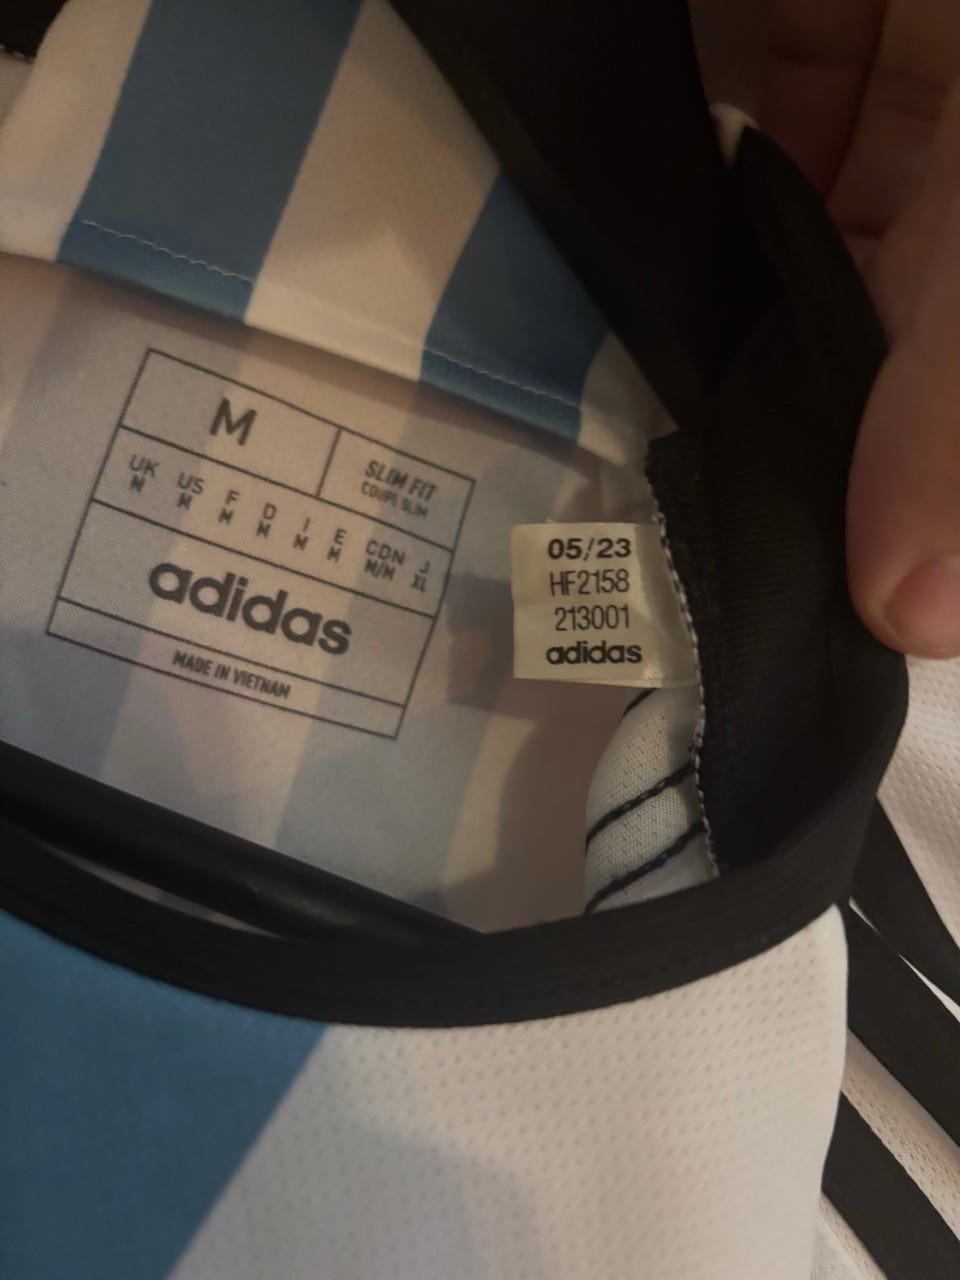 M
SLIM FIT
COUPE SLIM
UK US F D I E CDN J
M M M M M M M/M XL
adidas
MADE IN VIETNAM
05/23
HF2158
213001
adidas